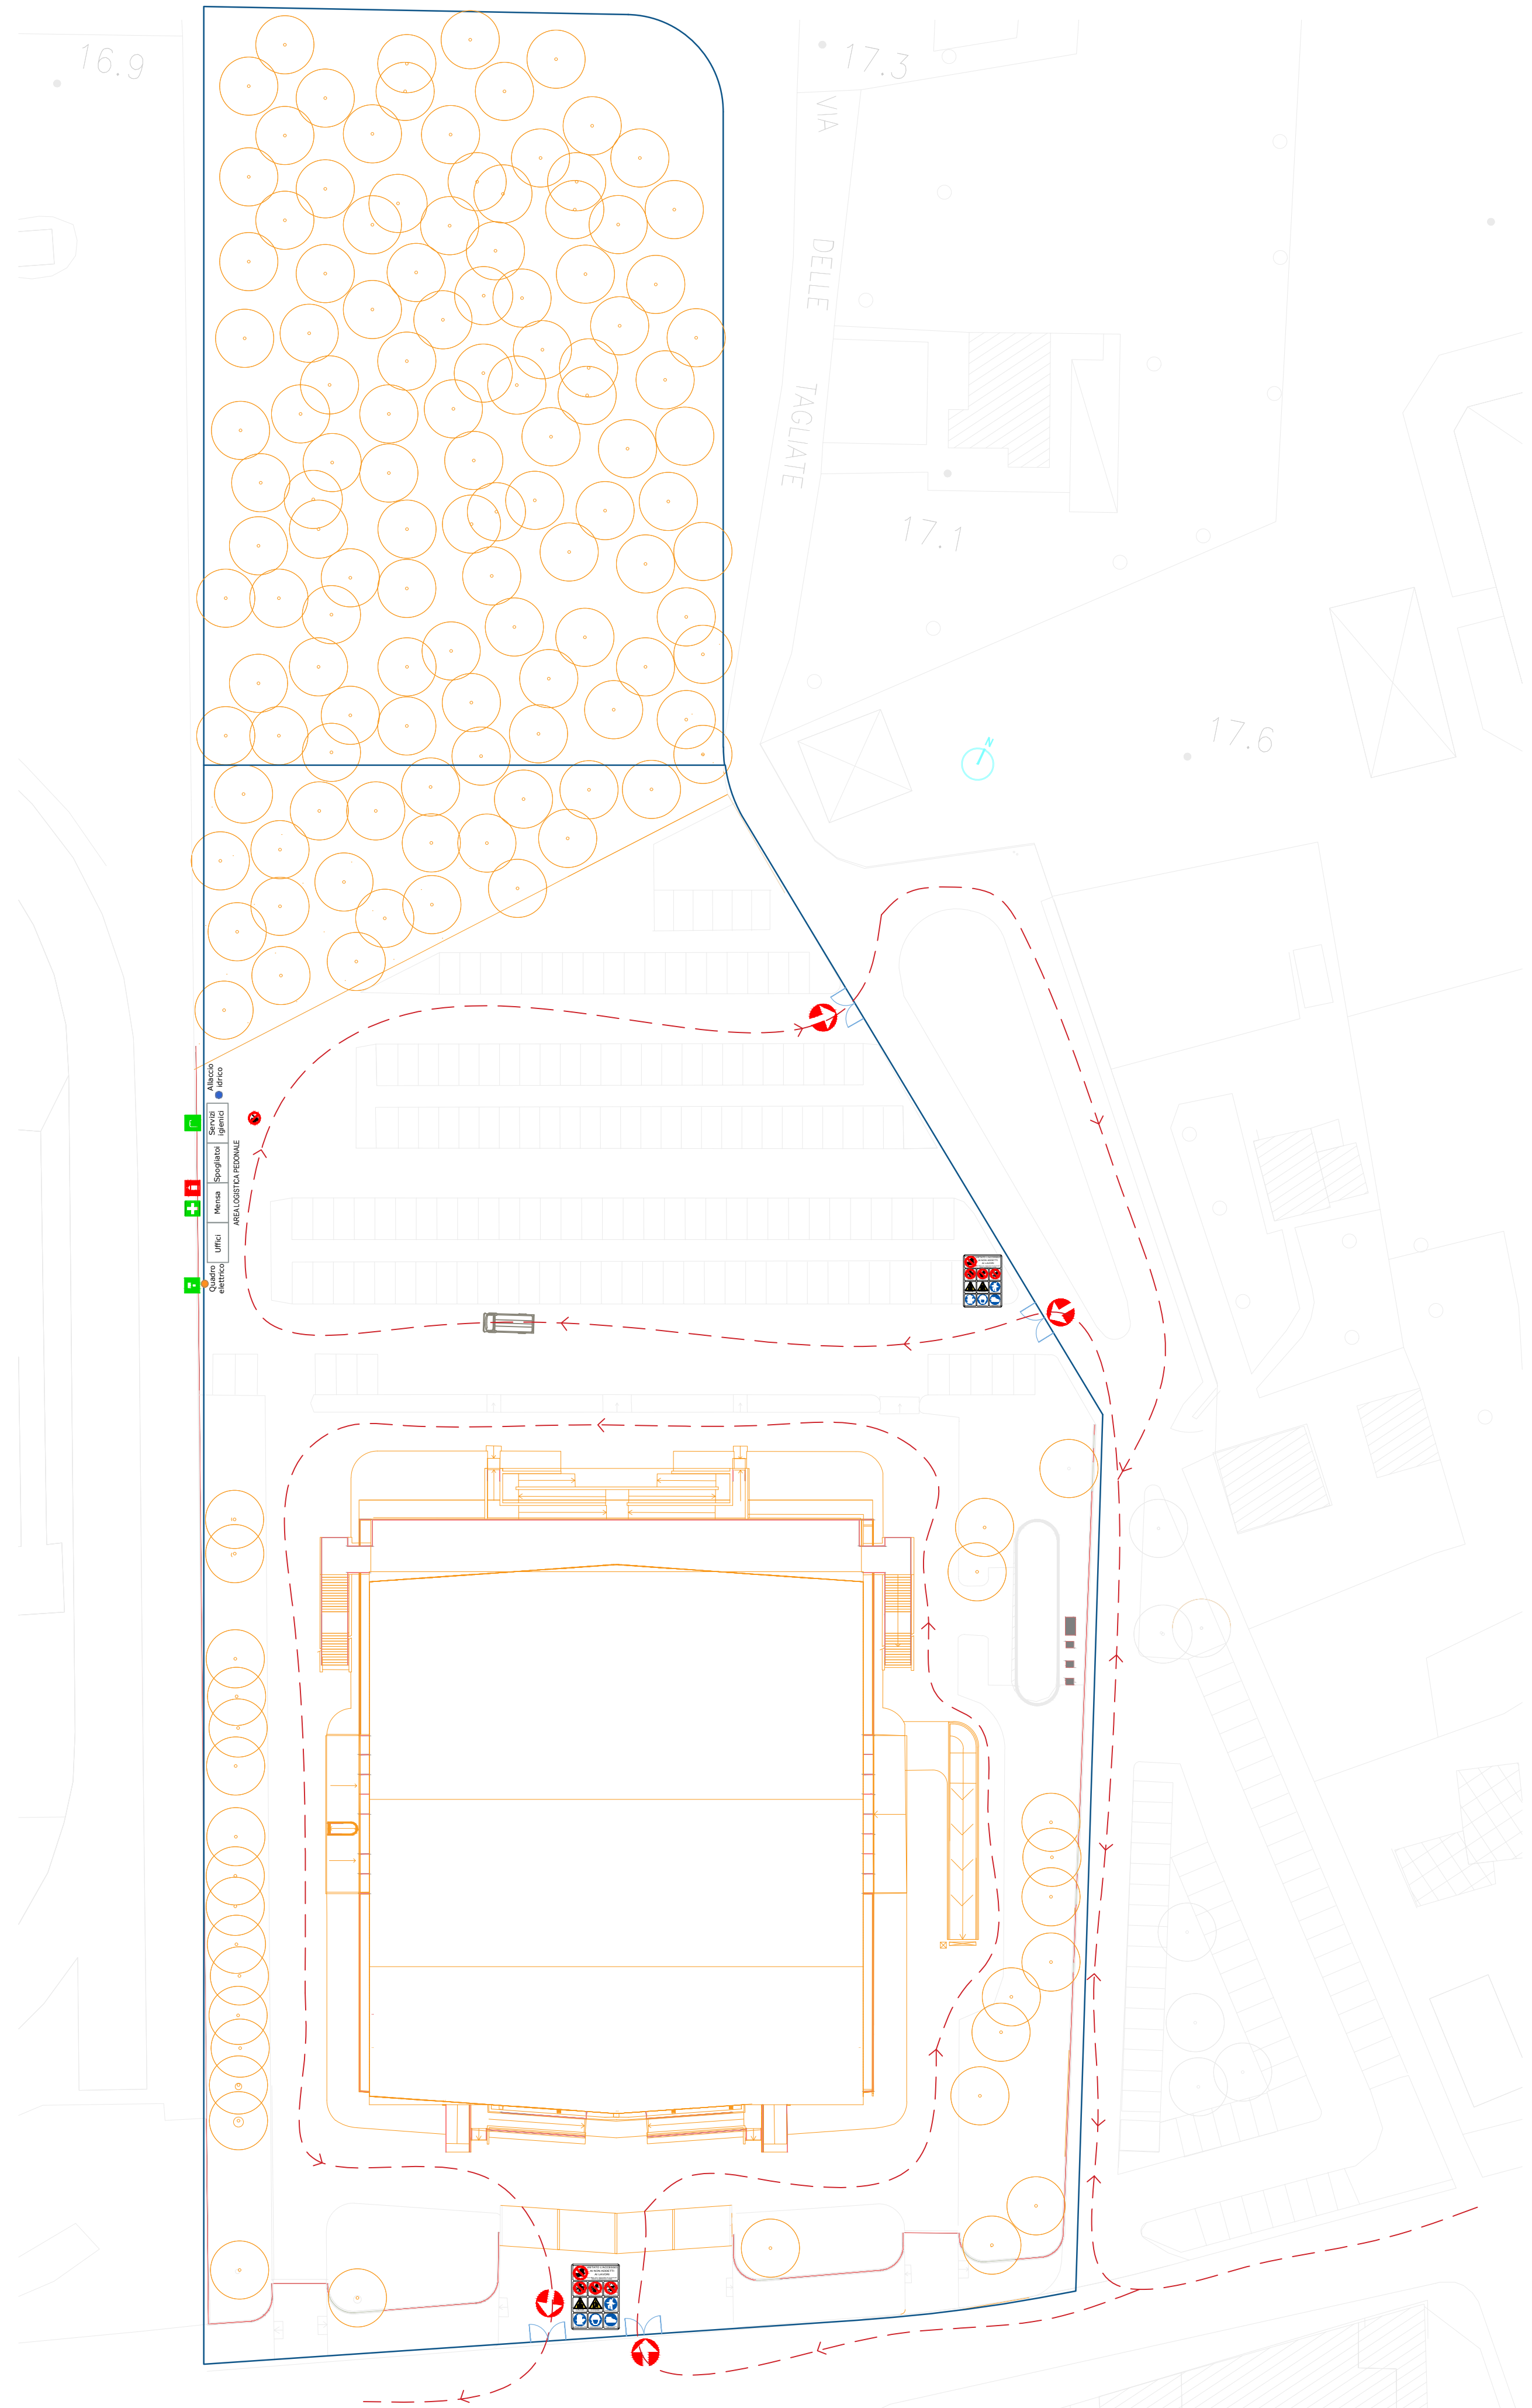 16.9
17.3
VIA
DELLE
TAGLIATE
17.1
N
17.6
Allaccio
idrico
Servizi
igienici
Spogliatoi
Mensa
Uffici
AREA LOGISTICA PEDONALE
Quadro
elettrico